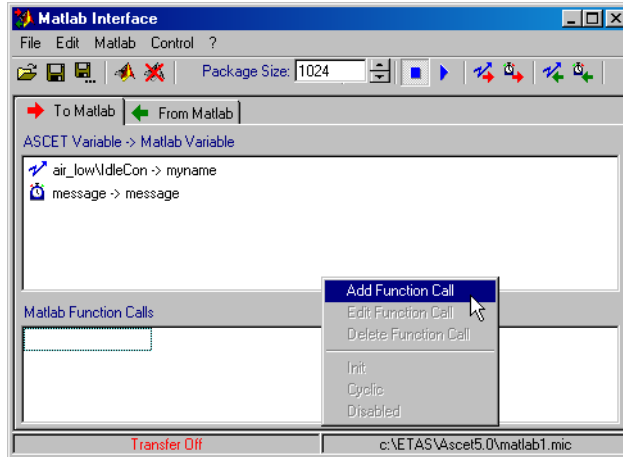 Matlab Interface
File Edit Matlab Control ?
Package Size: 1024
To Matlab From Matlab
ASCET Variable -> Matlab Variable
air_low\IdleCon -> myname
message -> message
Add Function Call
Matlab Function Calls
Edit Function Call
Delete Function Call
Init
Cyclic
Disabled
Transfer Off c:\ETAS\Ascet5.0\matlab1.mic